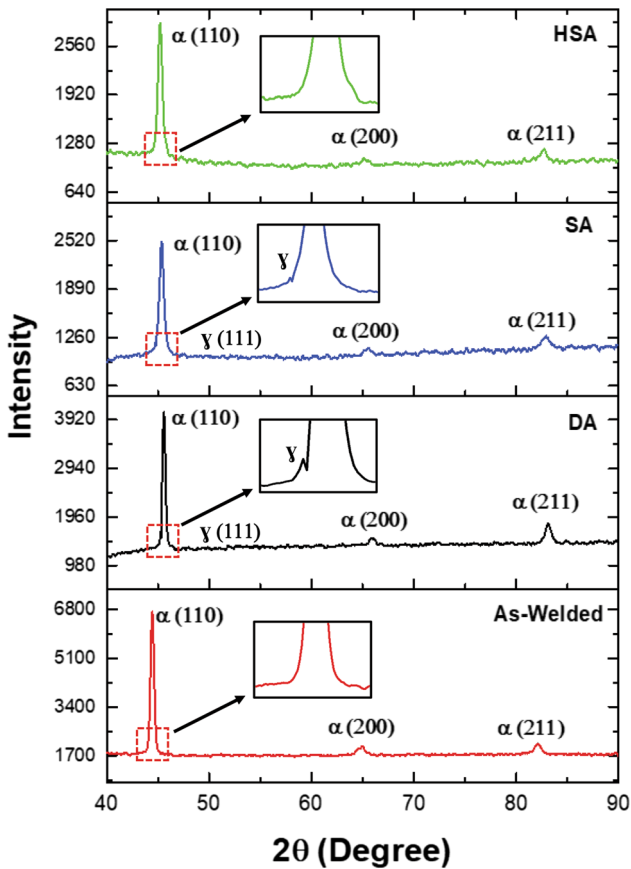 HSA
2560
α (110)
1920
1280
α (200)
α (211)
640
SA
2520
α (110)
1890
ɣ
1260
ɣ (111)
α (200)
α (211)
630
Intensity
DA
3920
α (110)
2940
ɣ
1960
ɣ (111)
α (200)
α (211)
980
As-Welded
6800
α (110)
5100
3400
α (200)
α (211)
1700
40 50 60 70 80 90
2θ (Degree)